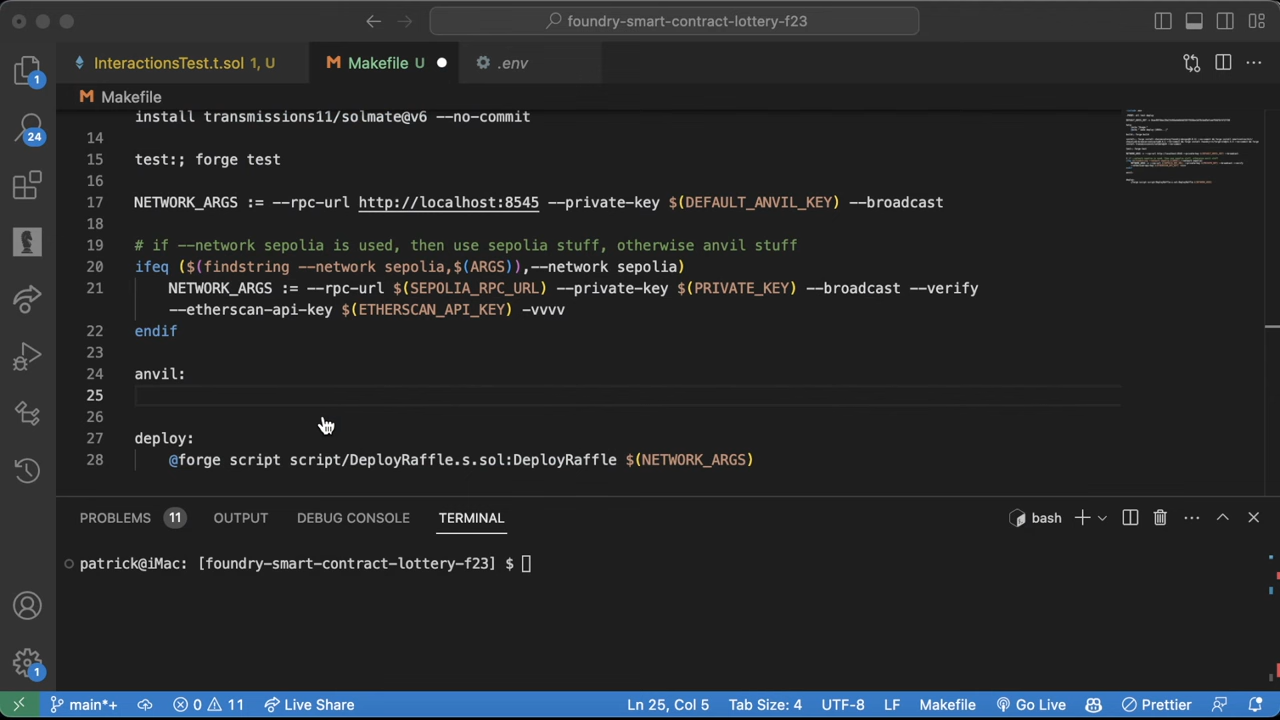 foundry-smart-contract-lottery-f23
InteractionsTest.t.sol 1, U
Makefile U
.env
Makefile
install transmissions11/solmate@v6 --no-commit
14
15 test:; forge test
16
17 NETWORK_ARGS := --rpc-url http://localhost:8545 --private-key $(DEFAULT_ANVIL_KEY) --broadcast
18
19 # if --network sepolia is used, then use sepolia stuff, otherwise anvil stuff
20 ifeq ($(findstring --network sepolia,$(ARGS)),--network sepolia)
21 NETWORK_ARGS := --rpc-url $(SEPOLIA_RPC_URL) --private-key $(PRIVATE_KEY) --broadcast --verify
--etherscan-api-key $(ETHERSCAN_API_KEY) -vvvv
22 endif
23
24 anvil:
25
26
27 deploy:
28 @forge script script/DeployRaffle.s.sol:DeployRaffle $(NETWORK_ARGS)
1
24
1
PROBLEMS 11 OUTPUT DEBUG CONSOLE TERMINAL
bash
patrick@iMac: [foundry-smart-contract-lottery-f23] $
main*+ 0 11 Live Share Ln 25, Col 5 Tab Size: 4 UTF-8 LF Makefile Go Live Prettier